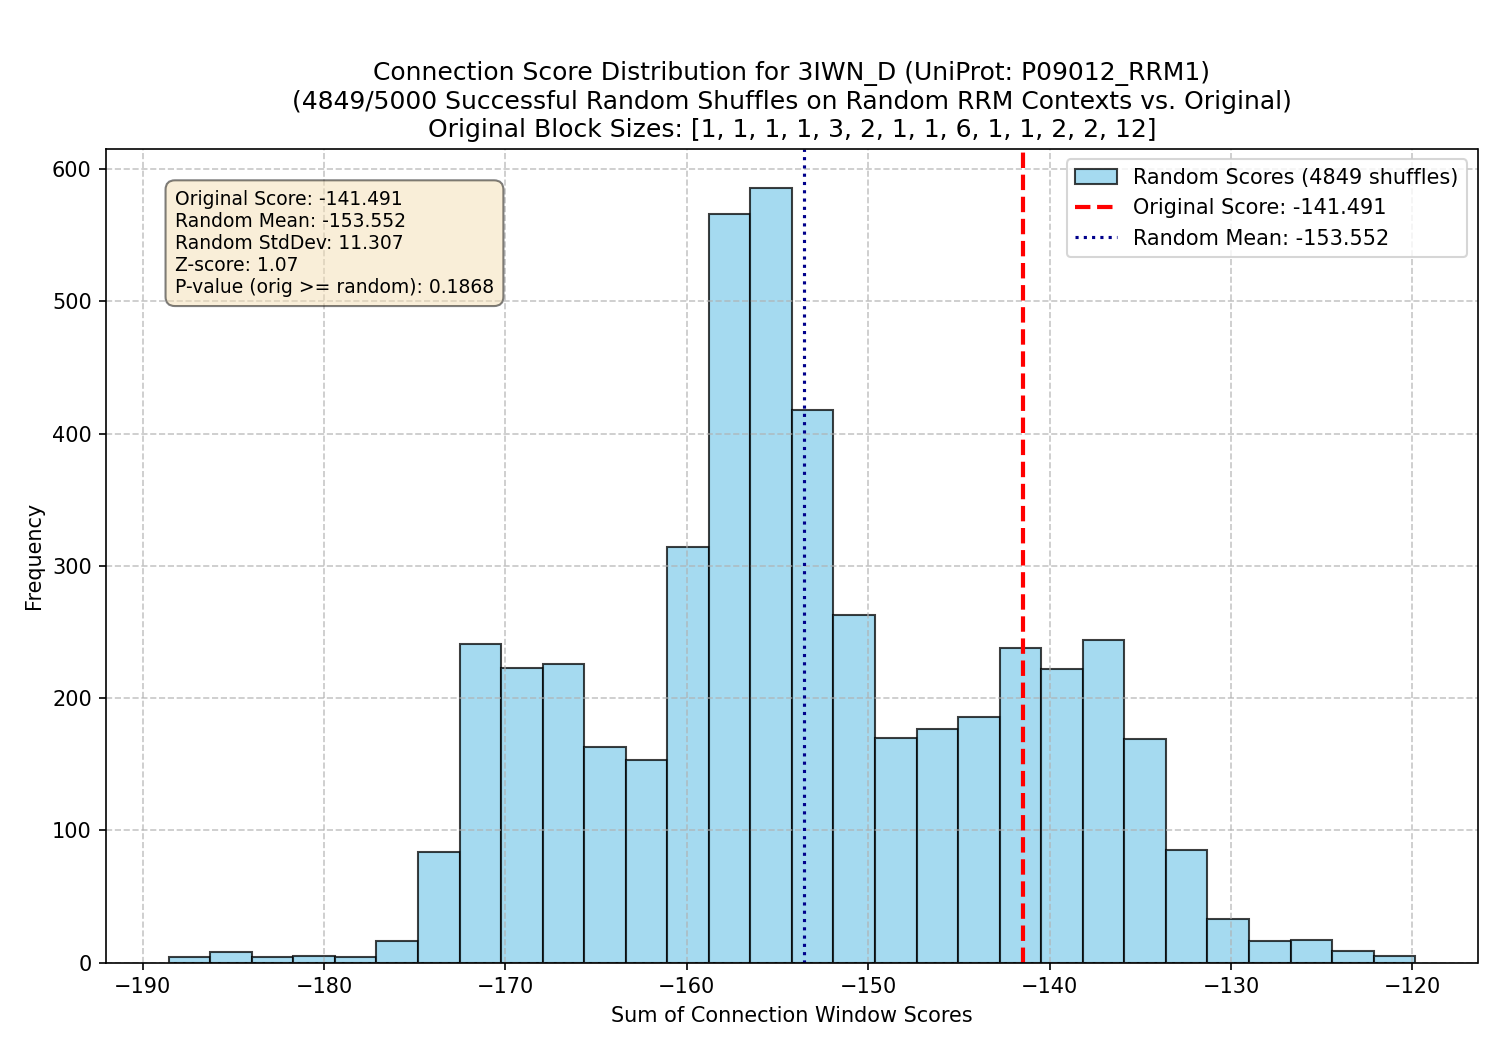 Connection Score Distribution for 3IWN_D (UniProt: P09012_RRM1)
(4849/5000 Successful Random Shuffles on Random RRM Contexts vs. Original)
Original Block Sizes: [1, 1, 1, 1, 3, 2, 1, 1, 6, 1, 1, 2, 2, 12]
Original Score: -141.491
Random Mean: -153.552
Random StdDev: 11.307
Z-score: 1.07
P-value (orig >= random): 0.1868
Random Scores (4849 shuffles)
Original Score: -141.491
Random Mean: -153.552
Frequency
600
500
400
300
200
100
0
−190
−180
−170
−160
−150
−140
−130
−120
Sum of Connection Window Scores